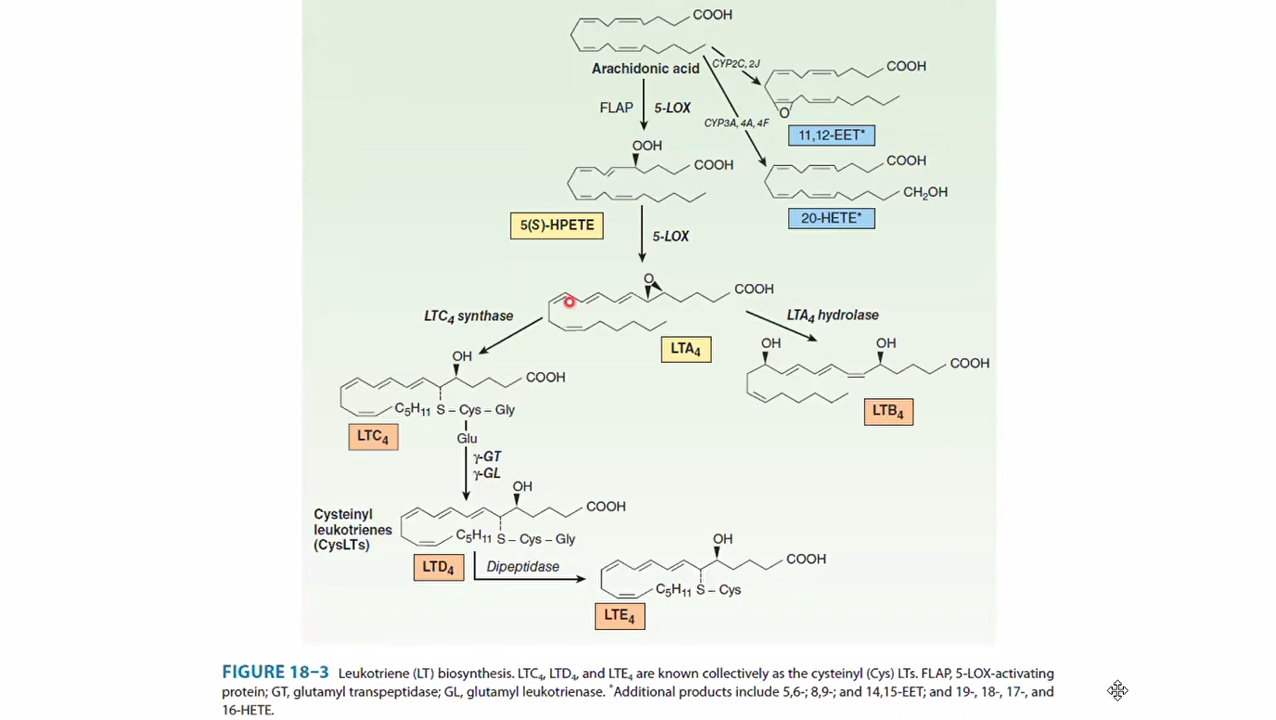 COOH
Arachidonic acid
CYP2C, 2J
COOH
O
11,12-EET*
FLAP 5-LOX
CYP3A, 4A, 4F
OOH
COOH
COOH
CH₂OH
20-HETE*
5(S)-HPETE
5-LOX
O
COOH
LTC₄ synthase
LTA₄ hydrolase
LTA₄
OH
COOH
C₅H₁₁ S – Cys – Gly
Glu
LTC₄
OH
OH
COOH
LTB₄
γ-GT
γ-GL
OH
COOH
Cysteinyl
leukotrienes
(CysLTs)
C₅H₁₁ S – Cys – Gly
LTD₄
Dipeptidase
OH
COOH
C₅H₁₁ S – Cys
LTE₄
FIGURE 18–3 Leukotriene (LT) biosynthesis. LTC₄, LTD₄, and LTE₄ are known collectively as the cysteinyl (Cys) LTs. FLAP, 5-LOX-activating
protein; GT, glutamyl transpeptidase; GL, glutamyl leukotrienase. *Additional products include 5,6-; 8,9-; and 14,15-EET; and 19-, 18-, 17-, and
16-HETE.